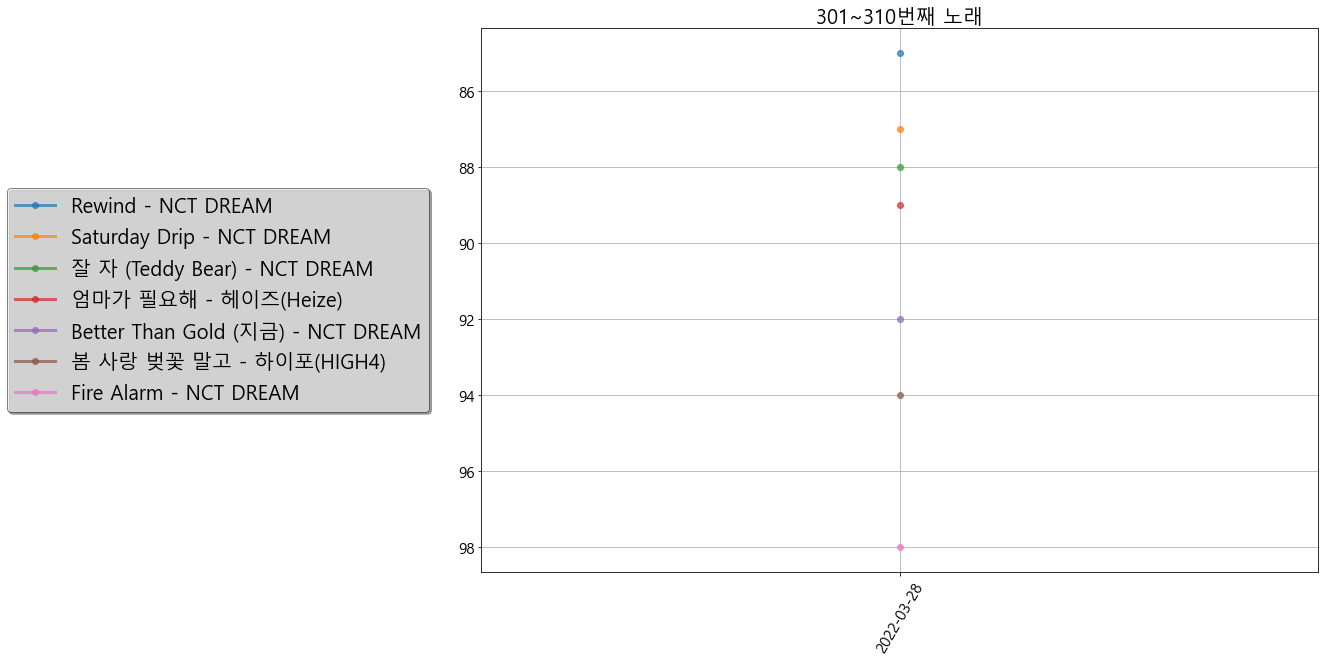 301~310번째 노래
Rewind - NCT DREAM
Saturday Drip - NCT DREAM
잘 자 (Teddy Bear) - NCT DREAM
엄마가 필요해 - 헤이즈(Heize)
Better Than Gold (지금) - NCT DREAM
봄 사랑 벚꽃 말고 - 하이포(HIGH4)
Fire Alarm - NCT DREAM
86
88
90
92
94
96
98
2022-03-28